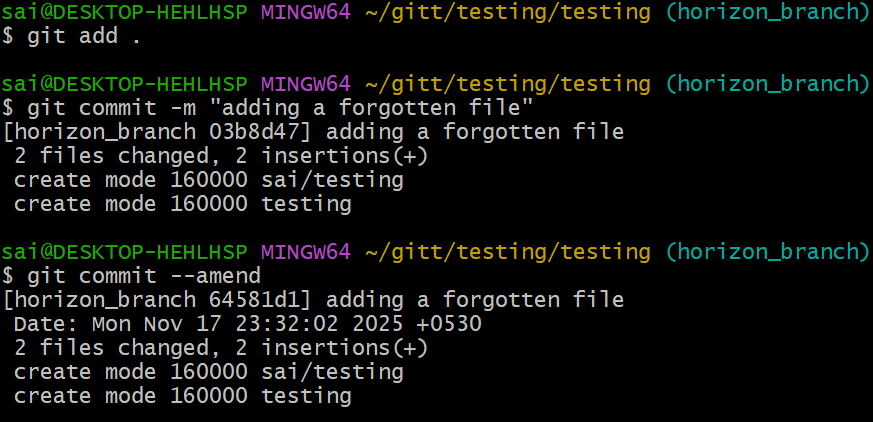 sai@DESKTOP-HEHLHSP MINGW64 ~/gitt/testing/testing (horizon_branch)
$ git add .
sai@DESKTOP-HEHLHSP MINGW64 ~/gitt/testing/testing (horizon_branch)
$ git commit -m "adding a forgotten file"
[horizon_branch 03b8d47] adding a forgotten file
 2 files changed, 2 insertions(+)
 create mode 160000 sai/testing
 create mode 160000 testing
sai@DESKTOP-HEHLHSP MINGW64 ~/gitt/testing/testing (horizon_branch)
$ git commit --amend
[horizon_branch 64581d1] adding a forgotten file
 Date: Mon Nov 17 23:32:02 2025 +0530
 2 files changed, 2 insertions(+)
 create mode 160000 sai/testing
 create mode 160000 testing